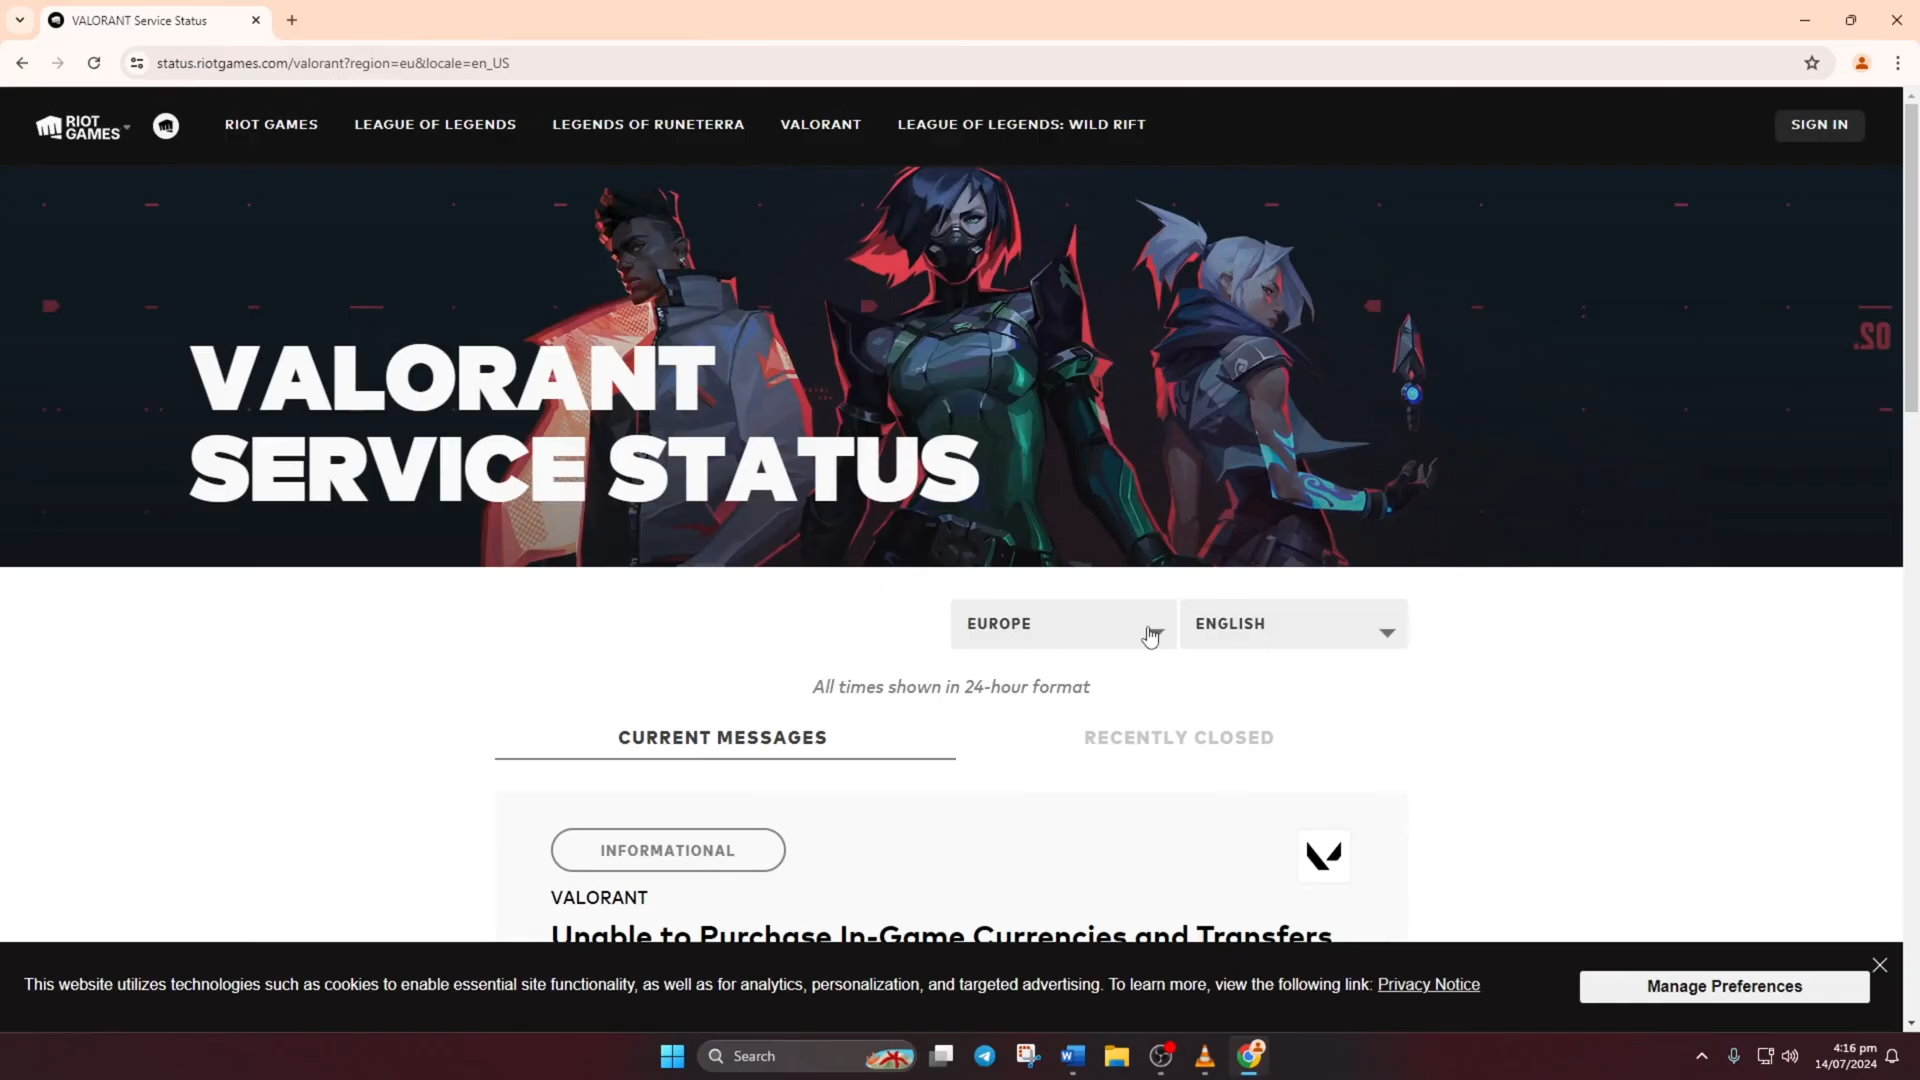 VALORANT Service Status
status.riotgames.com/valorant?region=eu&locale=en_US
RIOT GAMES
RIOT GAMES
LEAGUE OF LEGENDS
LEGENDS OF RUNETERRA
VALORANT
LEAGUE OF LEGENDS: WILD RIFT
SIGN IN
02.
VALORANT
SERVICE STATUS
EUROPE
ENGLISH
All times shown in 24-hour format
CURRENT MESSAGES
RECENTLY CLOSED
INFORMATIONAL
VALORANT
Unable to Purchase In-Game Currencies and Transfers
This website utilizes technologies such as cookies to enable essential site functionality, as well as for analytics, personalization, and targeted advertising. To learn more, view the following link: Privacy Notice
Manage Preferences
Search
4:16 pm
14/07/2024